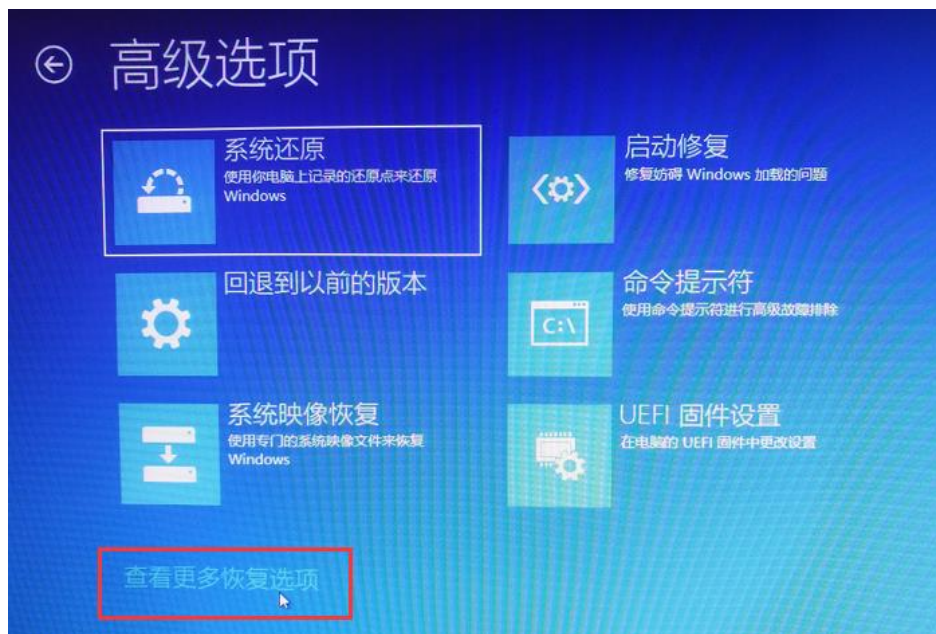 高级选项
系统还原
使用你电脑上记录的还原点来还原
Windows
启动修复
修复妨碍 Windows 加载的问题
回退到以前的版本
命令提示符
使用命令提示符进行高级故障排除
C:\
系统映像恢复
使用专门的系统映像文件来恢复
Windows
UEFI 固件设置
在电脑的 UEFI 固件中更改设置
查看更多恢复选项